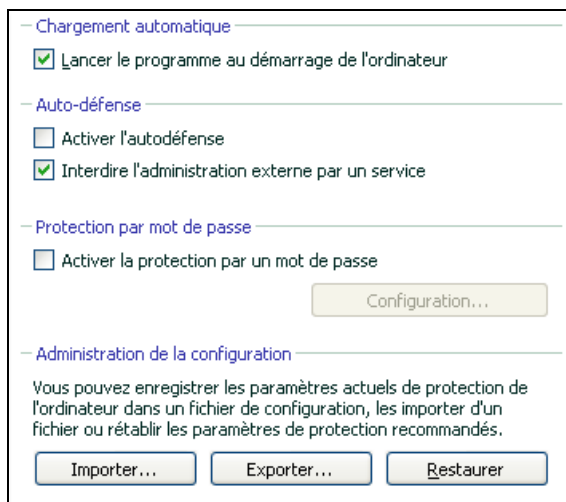 Chargement automatique
Lancer le programme au démarrage de l'ordinateur
Auto-défense
Activer l'autodéfense
Interdire l'administration externe par un service
Protection par mot de passe
Activer la protection par un mot de passe
Configuration...
Administration de la configuration
Vous pouvez enregistrer les paramètres actuels de protection de
l'ordinateur dans un fichier de configuration, les importer d'un
fichier ou rétablir les paramètres de protection recommandés.
Importer... Exporter... Restaurer